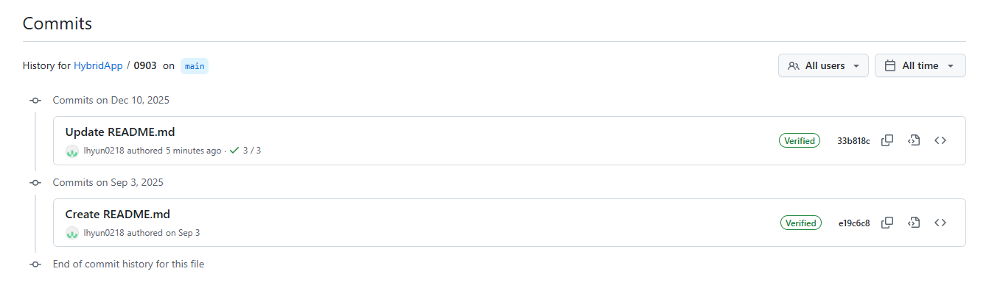 Commits
History for HybridApp / 0903 on main
All users
All time
Commits on Dec 10, 2025
Update README.md
lhyun0218 authored 5 minutes ago · 3 / 3
Verified
33b818c
Commits on Sep 3, 2025
Create README.md
lhyun0218 authored on Sep 3
Verified
e19c6c8
End of commit history for this file